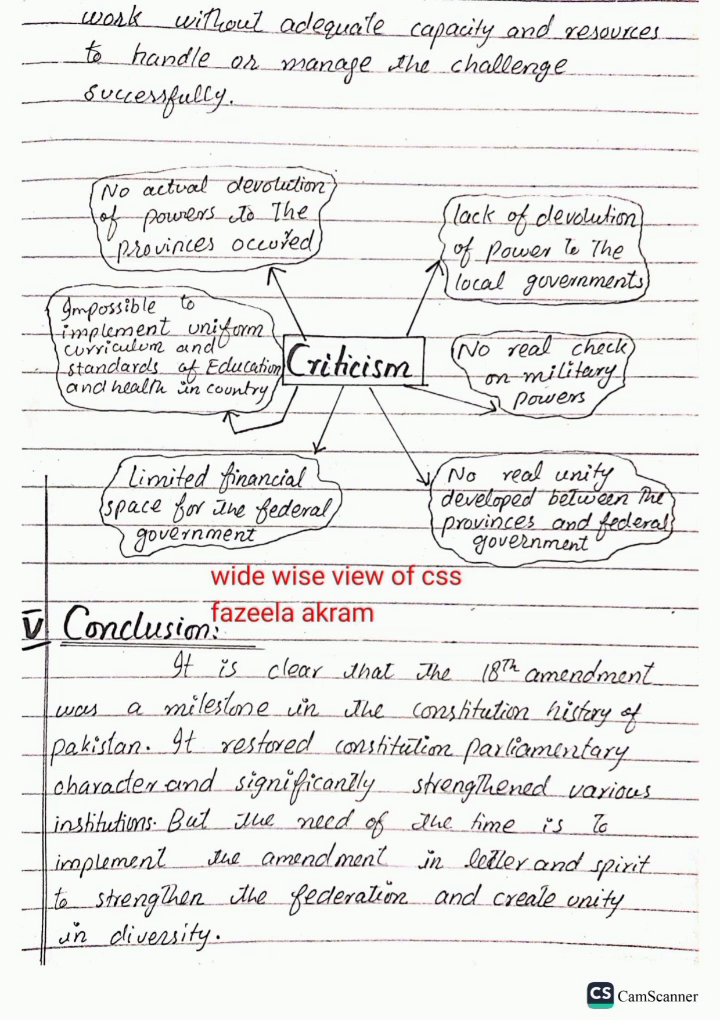 work without adequate capacity and resources
to handle or manage the challenge
successfully.
No actual devolution
of powers to the
provinces occured
lack of devolution
of power to The
local governments
Impossible to
implement uniform
curriculum and
standards of Education
and health in country
Criticism
No real check
on military
powers
Limited financial
space for the federal
government
No real unity
developed between the
provinces and federal
government
wide wise view of css
fazeela akram
V Conclusion:
It is clear that the 18th amendment
was a milestone in the constitution history of
pakistan. It restored constitution parliamentary
character and significantly strengthened various
institutions. But the need of the time is to
implement the amendment in letter and spirit
to strengthen the federation and create unity
in diversity.
CS CamScanner